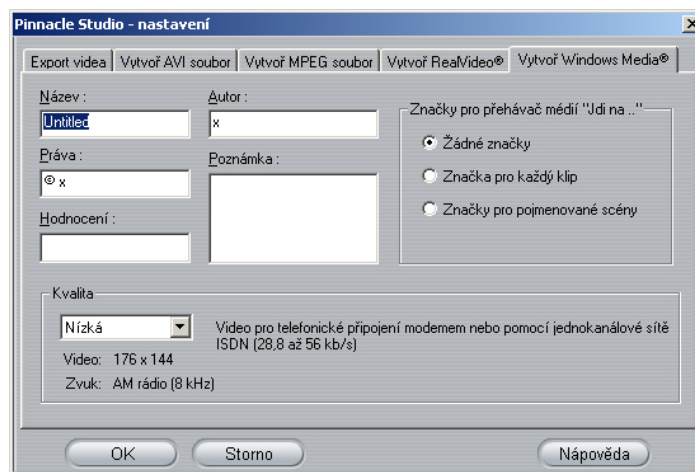 Pinnacle Studio - nastavení
Export videa
Vytvoř AVI soubor
Vytvoř MPEG soubor
Vytvoř RealVideo®
Vytvoř Windows Media®
Název :
Untitled
Autor :
x
Práva :
© x
Poznámka :
Hodnocení :
Značky pro přehávač médií "Jdi na .."
Žádné značky
Značka pro každý klip
Značky pro pojmenované scény
Kvalita
Nízká
Video pro telefonické připojení modemem nebo pomocí jednokanálové sítě
ISDN (28,8 až 56 kb/s)
Video: 176 x 144
Zvuk: AM rádio (8 kHz)
OK
Storno
Nápověda